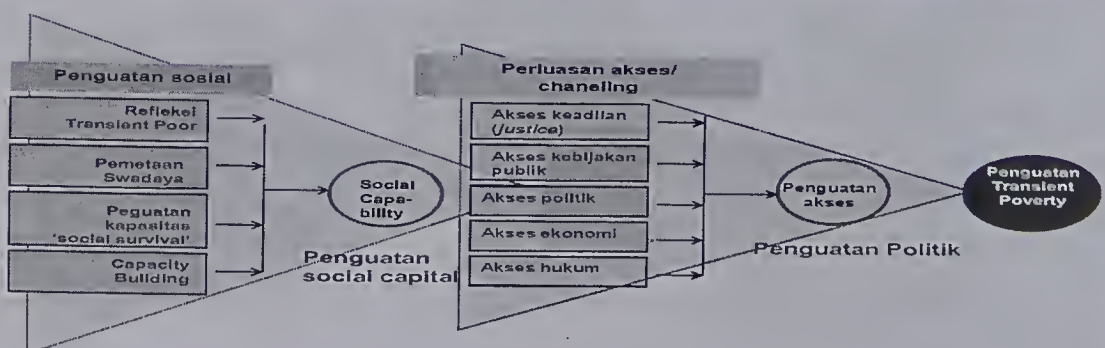 Penguatan sosial
Reflekei
Transient Poor
Pemetaan
Swadaya
Peguatan
kapasitas
'social survival'
Capacity
Building
Social
Capa-
bility
Penguatan
social capital
Perluasan akses/
chaneling
Akses keadilan
(justice)
Akses kebijakan
publik
Akses politik
Akses ekonomi
Akses hukum
Penguatan
akses
Penguatan Politik
Penguatan
Transient
Poverty